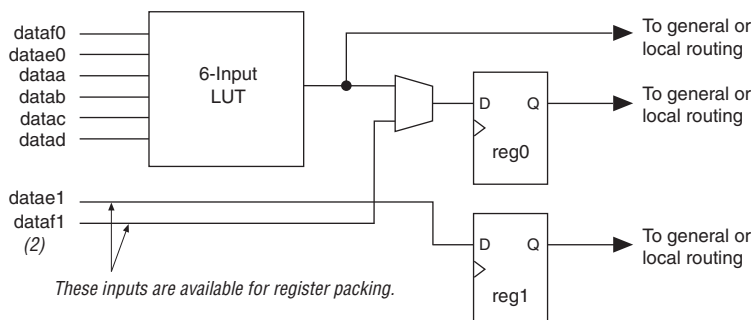 dataf0
datae0
dataa
datab
datac
datad
6-Input
LUT
To general or
local routing
D Q
reg0
To general or
local routing
datae1
dataf1
(2)
These inputs are available for register packing.
D Q
reg1
To general or
local routing